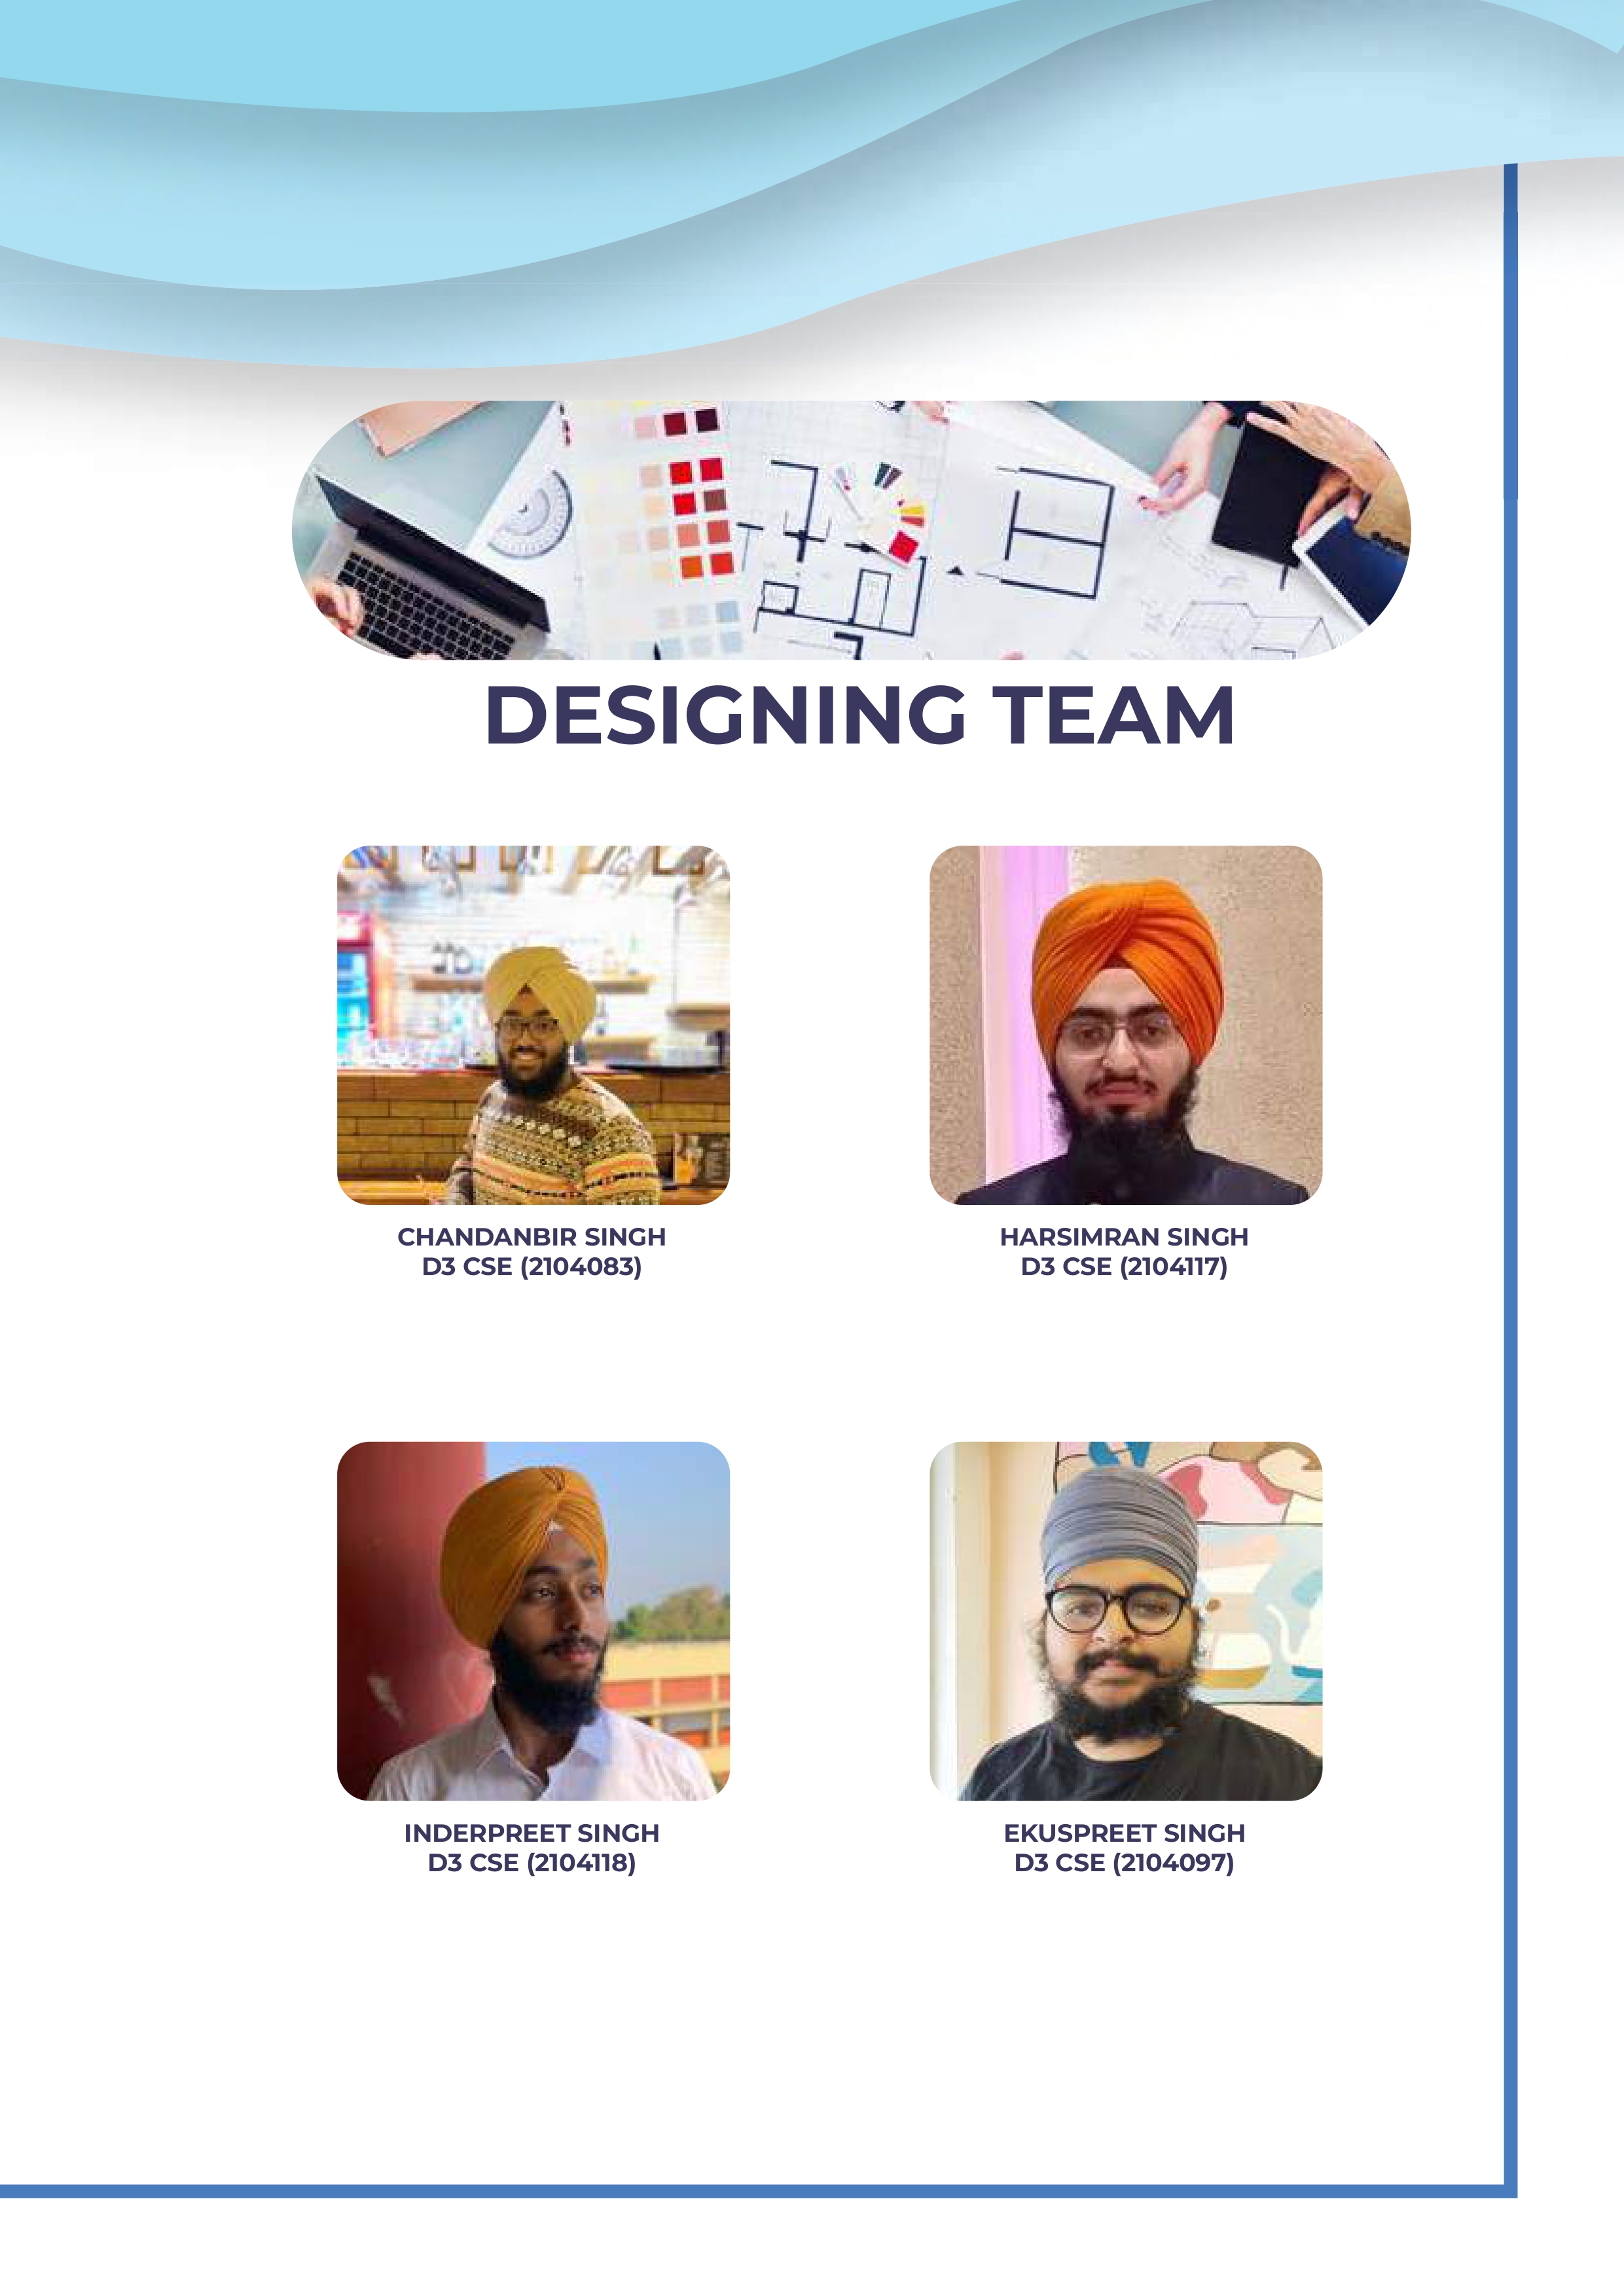 DESIGNING TEAM
CHANDANBIR SINGH
D3 CSE (2104083)
HARSIMRAN SINGH
D3 CSE (2104117)
INDERPREET SINGH
D3 CSE (2104118)
EKUSPREET SINGH
D3 CSE (2104097)